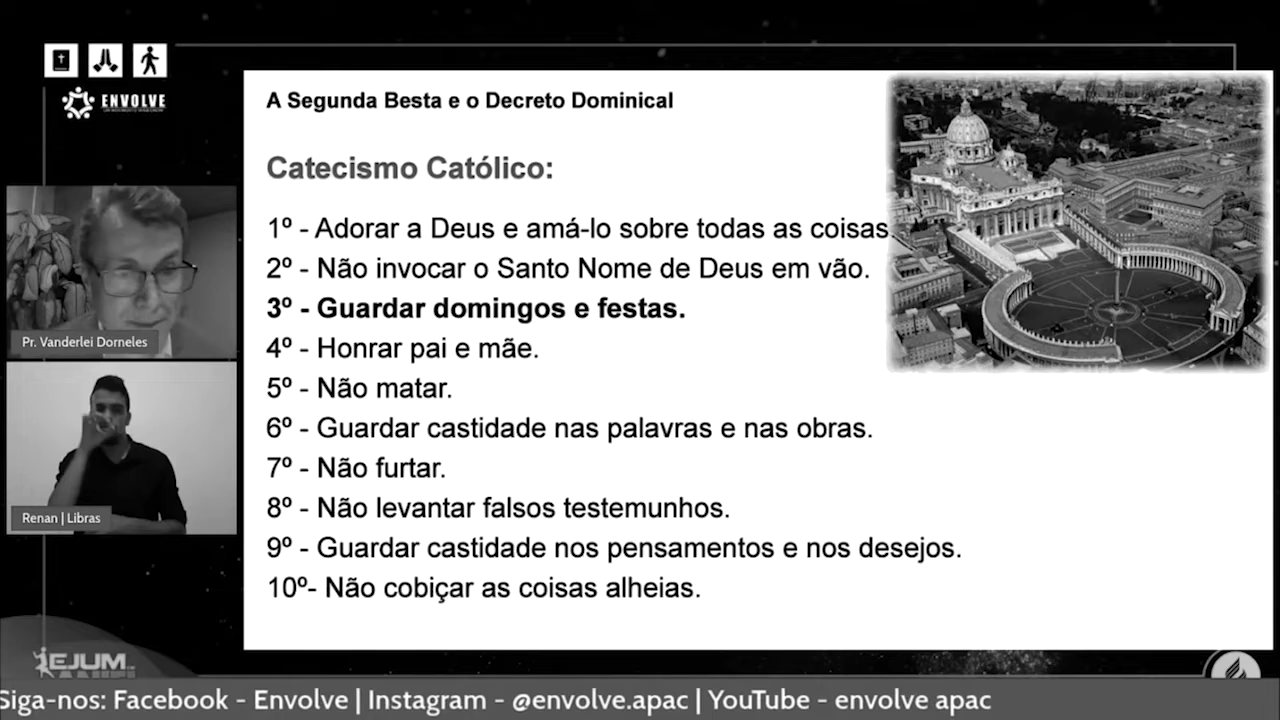 ENVOLVE
A Segunda Besta e o Decreto Dominical
Catecismo Católico:
1º - Adorar a Deus e amá-lo sobre todas as coisas.
2º - Não invocar o Santo Nome de Deus em vão.
3º - Guardar domingos e festas.
4º - Honrar pai e mãe.
5º - Não matar.
6º - Guardar castidade nas palavras e nas obras.
7º - Não furtar.
8º - Não levantar falsos testemunhos.
9º - Guardar castidade nos pensamentos e nos desejos.
10º- Não cobiçar as coisas alheias.
Pr. Vanderlei Dorneles
Renan | Libras
EJUM
Siga-nos: Facebook - Envolve | Instagram - @envolve.apac | YouTube - envolve apac